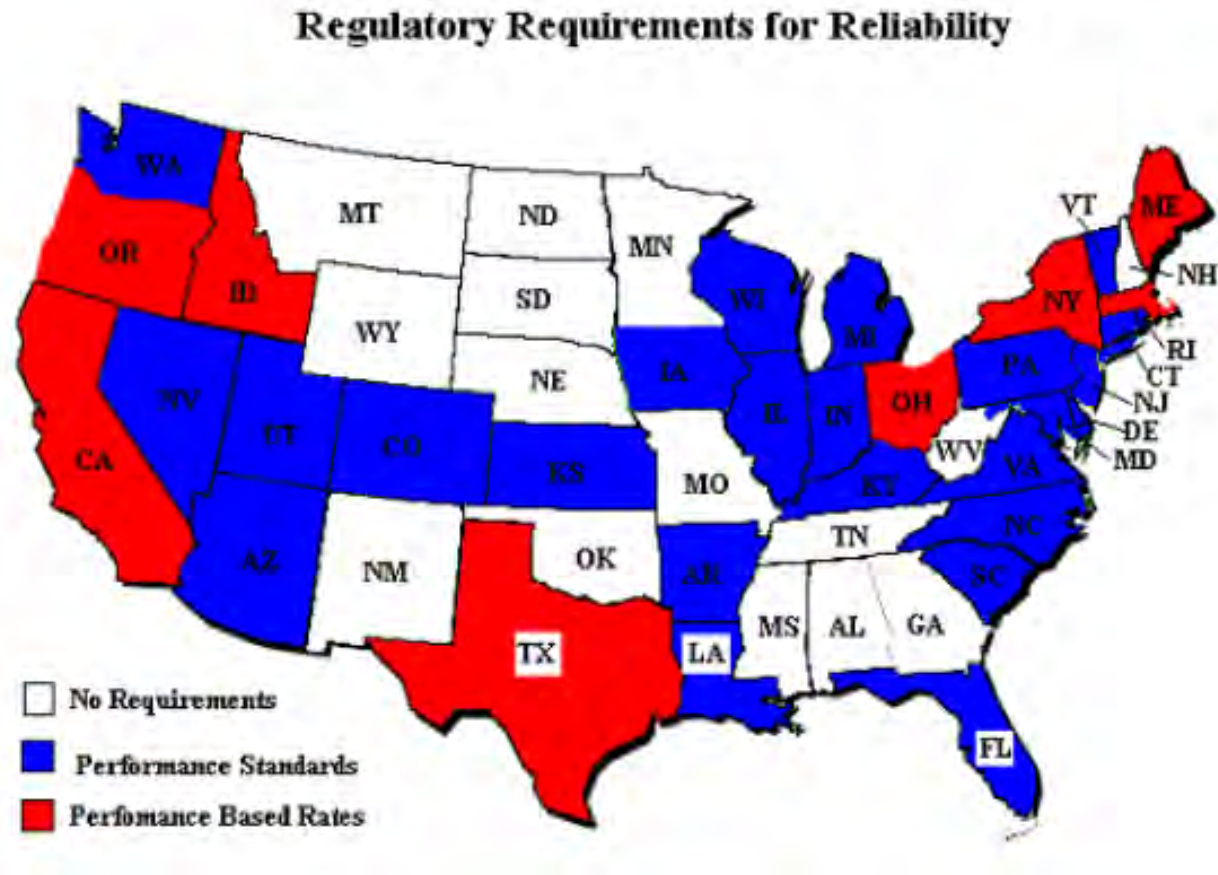 Regulatory Requirements for Reliability
WA
MT
ND
MN
VT
ME
OR
ID
SD
WI
MI
NY
NH
WY
NE
IA
PA
RI
CT
NV
UT
CO
IL
IN
OH
NJ
DE
CA
KS
MO
WV
VA
MD
KY
AZ
NM
OK
TN
NC
AR
SC
TX
LA
MS
AL
GA
FL
No Requirements
Performance Standards
Perfomance Based Rates